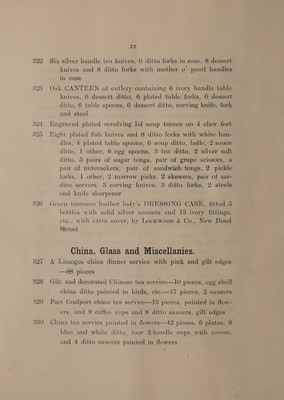 22
322 Six silver handle tea knives, 6 ditto forks in case, 8 dessert
knives and 8 ditto forks with mother o' pearl handles
in case
323 Oak CANTEEN of cutlery containing 6 ivory handle table
knives, 6 dessert ditto, 6 plated table forks, 6 dessert
ditto, 6 table spoons, 6 dessert ditto, carving knife, fork
and steel
324 Engraved plated revolving lid soup tureen on 4 claw feet
325 Eight plated fish knives and 8 ditto forks with white han-
dles, 4 plated table spoons, 6 soup ditto, ladle, 2 sauce
ditto, 1 other, 6 egg spoons, 3 tea ditto, 2 silver salt
ditto, 5 pairs of sugar tongs, pair of grape scissors, a
pair of nutcrackers, pair of sandwich tongs, 2 pickle
forks, 1 other, 2 marrow picks, 2 skewers, pair of sar-
dine servers, 3 carving knives, 3 ditto forks, 2 steels
and knife sharpener
326 Green morocco leather lady's DRESSING CASE, fitted 5
bottles with solid silver mounts and 13 ivory fittings,
etc., with extra cover, by Lockwood & Co., New Bond
Street
China, Glass and Miscellanies.
327 A Limoges china dinner service with pink and gilt edges
—88 pieces
328 Gilt and decorated Chinese tea service—10 pieces, egg shell
china ditto painted in birds, etc.—17 pieces, 2 saucers
329 Part Coalport china tea service—13 pieces, painted in flow-
ers, and 9 coffee cups and 8 ditto saucers, gilt edges
330 China tea service painted in flowers—12 pieces, 6 plates, 8
blue and white ditto, four 2-handle cups with covers,
and 4 ditto saucers painted in flowers